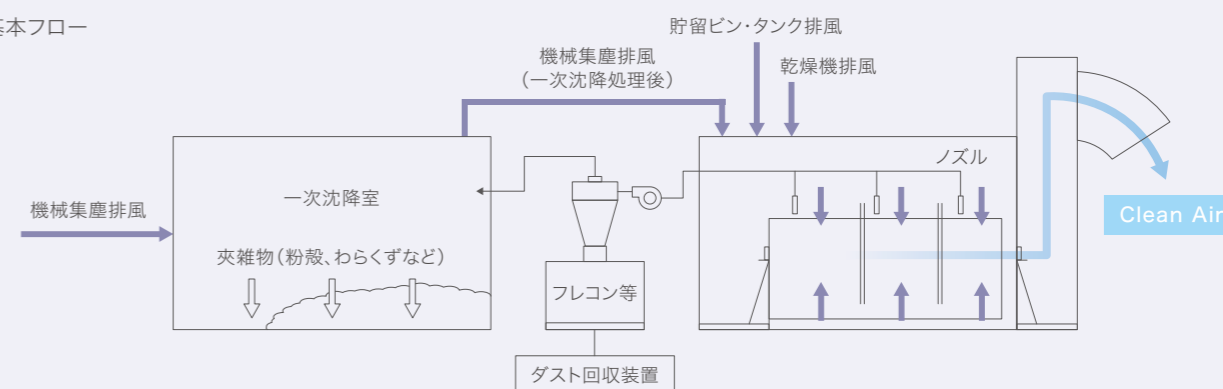 基本フロー
貯留ビン・タンク排風
機械集塵排風
（一次沈降処理後）
乾燥機排風
ノズル
一次沈降室
機械集塵排風
Clean Air
夾雑物（粉殻、わらくずなど）
フレコン等
ダスト回収装置